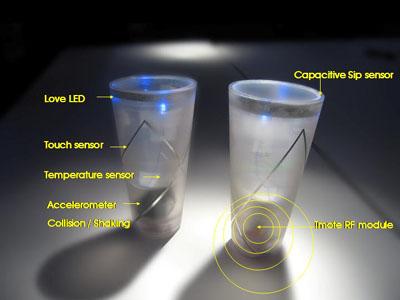 Capacitive Sip sensor
Love LED
Touch sensor
Temperature sensor
Accelerometer
Collision / Shaking
Tmote RF module